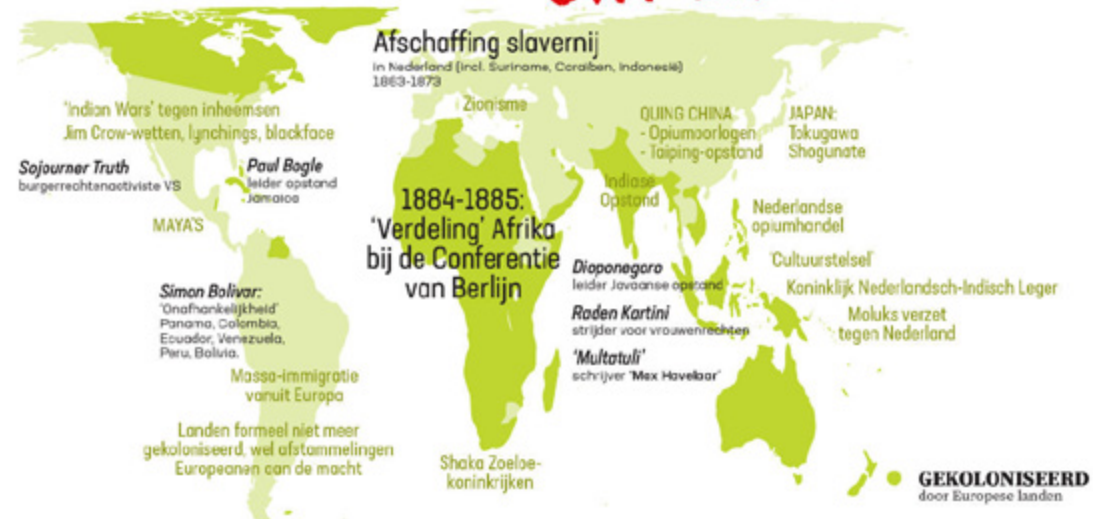 Afschaffing slavernij
in Nederland (incl. Suriname, Caraïben, Indonesië)
1863-1873
'Indian Wars' tegen inheemsen
Jim Crow-wetten, lynchings, blackface
Zionisme
QUING CHINA
- Opiumoorlogen
- Taiping-opstand
JAPAN:
Tokugawa
Shogunate
Sojourner Truth
burgerrechtenactiviste VS
Paul Bogle
leider opstand
Jamaica
MAYA'S
1884-1885:
'Verdeling' Afrika
bij de Conferentie
van Berlijn
Indiase
Opstand
Nederlandse
opiumhandel
'Cultuurstelsel'
Koninklijk Nederlandsch-Indisch Leger
Moluks verzet
tegen Nederland
Dioponegoro
leider Javaanse opstand
Raden Kartini
strijder voor vrouwenrechten
'Multatuli'
schrijver 'Mex Havelaar'
Simon Bolivar:
'Onafhankelijkheid'
Panama, Colombia,
Ecuador, Venezuela,
Peru, Bolivia.
Massa-immigratie
vanuit Europa
Landen formeel niet meer
gekoloniseerd, wel afstammelingen
Europeanen aan de macht
Shaka Zoeloe-
koninkrijken
GEKOLONISEERD
door Europese landen